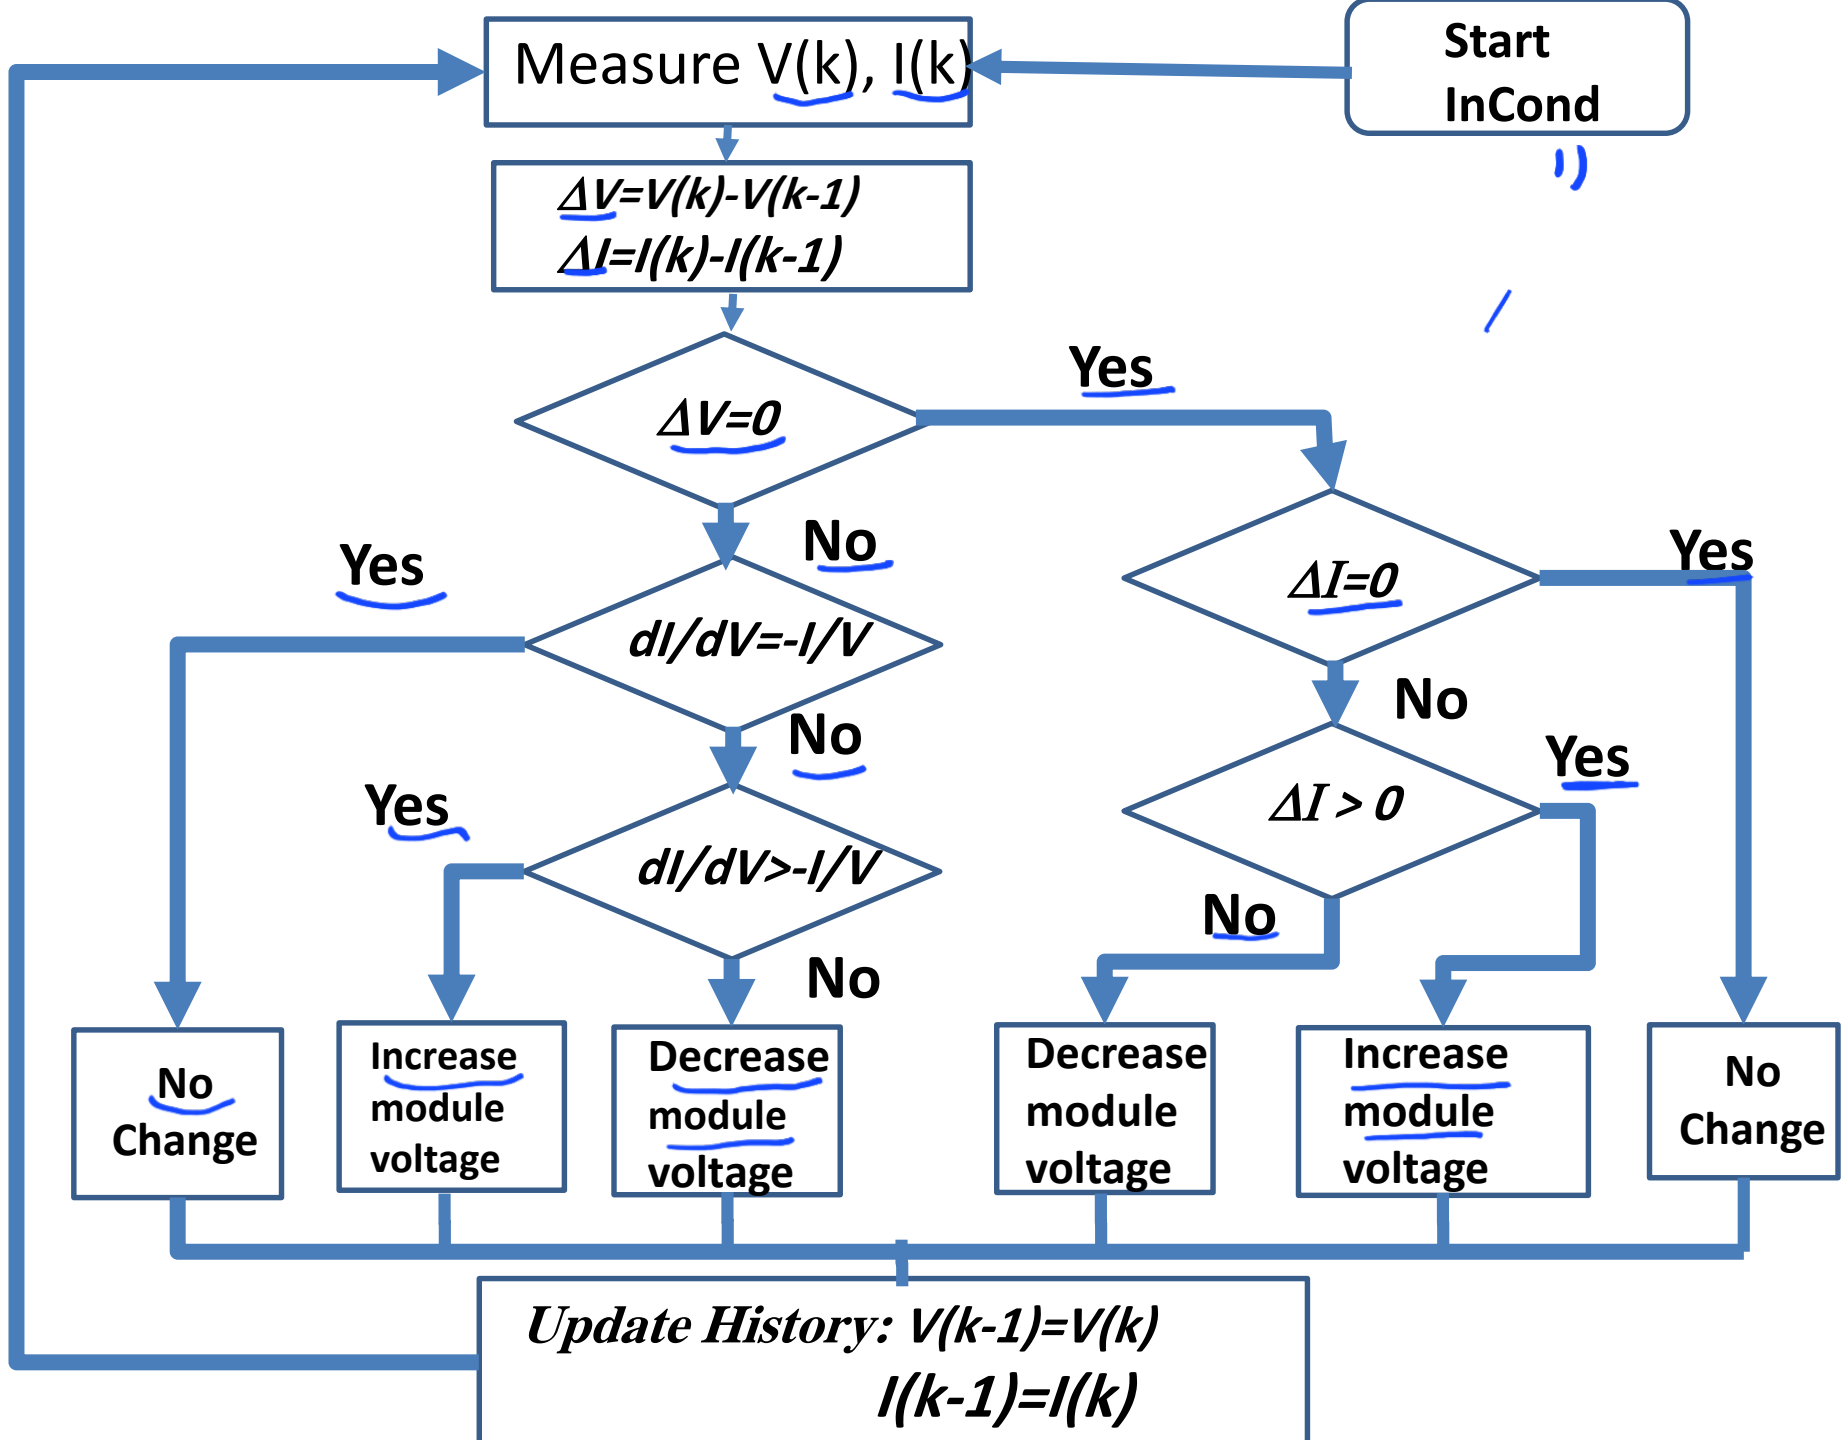 Start
InCond
Measure V(k), I(k)
ΔV=V(k)-V(k-1)
ΔI=I(k)-I(k-1)
ΔV=0
Yes
No
ΔI=0
Yes
No
dI/dV=-I/V
Yes
No
ΔI > 0
Yes
No
dI/dV>-I/V
Yes
No
No
Change
Increase
module
voltage
Decrease
module
voltage
Decrease
module
voltage
Increase
module
voltage
No
Change
Update History: V(k-1)=V(k)
I(k-1)=I(k)